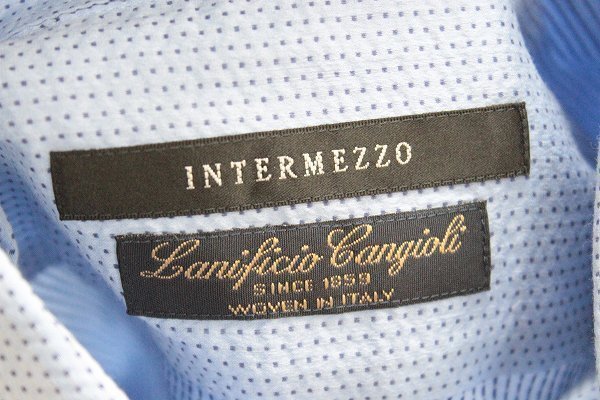 INTERMEZZO
Lanificio Cangioli
SINCE 1859
WOVEN IN ITALY